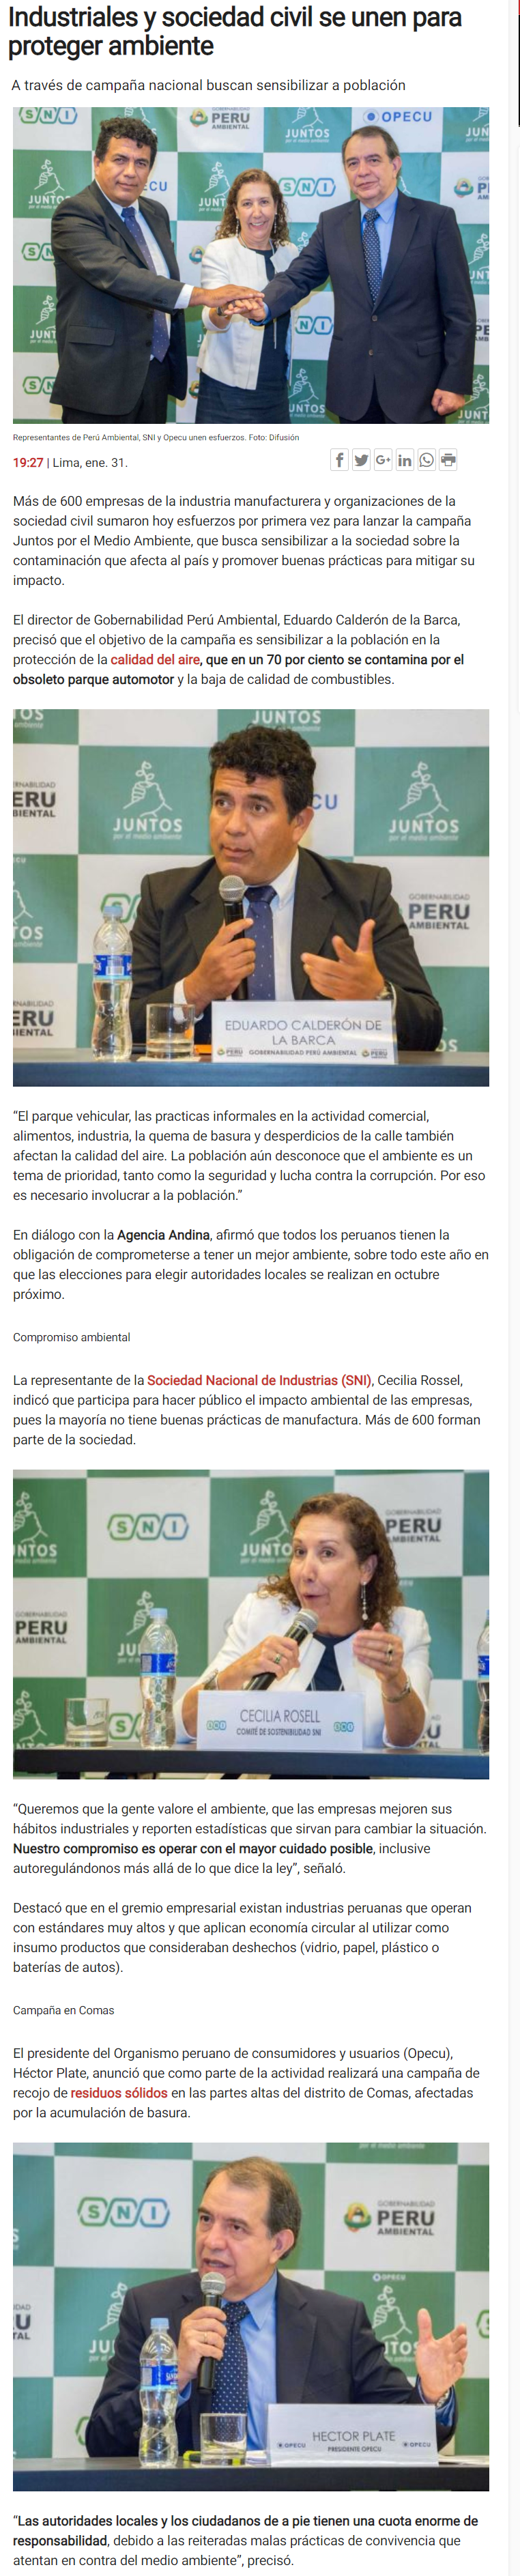 Industriales y sociedad civil se unen para
proteger ambiente
A través de campaña nacional buscan sensibilizar a población
SNI
PERU
AMBIENTAL
JUNTOS
OPECU
SNI
Representantes de Perú Ambiental, SNI y Opecu unen esfuerzos. Foto: Difusión
19:27 | Lima, ene. 31.
Más de 600 empresas de la industria manufacturera y organizaciones de la
sociedad civil sumaron hoy esfuerzos por primera vez para lanzar la campaña
Juntos por el Medio Ambiente, que busca sensibilizar a la sociedad sobre la
contaminación que afecta al país y promover buenas prácticas para mitigar su
impacto.
El director de Gobernabilidad Perú Ambiental, Eduardo Calderón de la Barca,
precisó que el objetivo de la campaña es sensibilizar a la población en la
protección de la calidad del aire, que en un 70 por ciento se contamina por el
obsoleto parque automotor y la baja de calidad de combustibles.
JUNTOS
por el medio ambiente
JUNTOS
por el medio ambiente
GOBERNABILIDAD
PERU
AMBIENTAL
EDUARDO CALDERÓN DE
LA BARCA
PERU GOBERNABILIDAD PERÚ AMBIENTAL PERU
“El parque vehicular, las practicas informales en la actividad comercial,
alimentos, industria, la quema de basura y desperdicios de la calle también
afectan la calidad del aire. La población aún desconoce que el ambiente es un
tema de prioridad, tanto como la seguridad y lucha contra la corrupción. Por eso
es necesario involucrar a la población.”
En diálogo con la Agencia Andina, afirmó que todos los peruanos tienen la
obligación de comprometerse a tener un mejor ambiente, sobre todo este año en
que las elecciones para elegir autoridades locales se realizan en octubre
próximo.
Compromiso ambiental
La representante de la Sociedad Nacional de Industrias (SNI), Cecilia Rossel,
indicó que participa para hacer público el impacto ambiental de las empresas,
pues la mayoría no tiene buenas prácticas de manufactura. Más de 600 forman
parte de la sociedad.
SNI
GOBERNABILIDAD
PERU
AMBIENTAL
CECILIA ROSELL
COMITÉ DE SOSTENIBILIDAD SNI
“Queremos que la gente valore el ambiente, que las empresas mejoren sus
hábitos industriales y reporten estadísticas que sirvan para cambiar la situación.
Nuestro compromiso es operar con el mayor cuidado posible, inclusive
autoregulándonos más allá de lo que dice la ley”, señaló.
Destacó que en el gremio empresarial existan industrias peruanas que operan
con estándares muy altos y que aplican economía circular al utilizar como
insumo productos que consideraban deshechos (vidrio, papel, plástico o
baterías de autos).
Campaña en Comas
El presidente del Organismo peruano de consumidores y usuarios (Opecu),
Héctor Plate, anunció que como parte de la actividad realizará una campaña de
recojo de residuos sólidos en las partes altas del distrito de Comas, afectadas
por la acumulación de basura.
SNI
GOBERNABILIDAD
PERU
AMBIENTAL
OPECU
HECTOR PLATE
OPECU PRESIDENTE OPECU OPECU
“Las autoridades locales y los ciudadanos de a pie tienen una cuota enorme de
responsabilidad, debido a las reiteradas malas prácticas de convivencia que
atentan en contra del medio ambiente”, precisó.